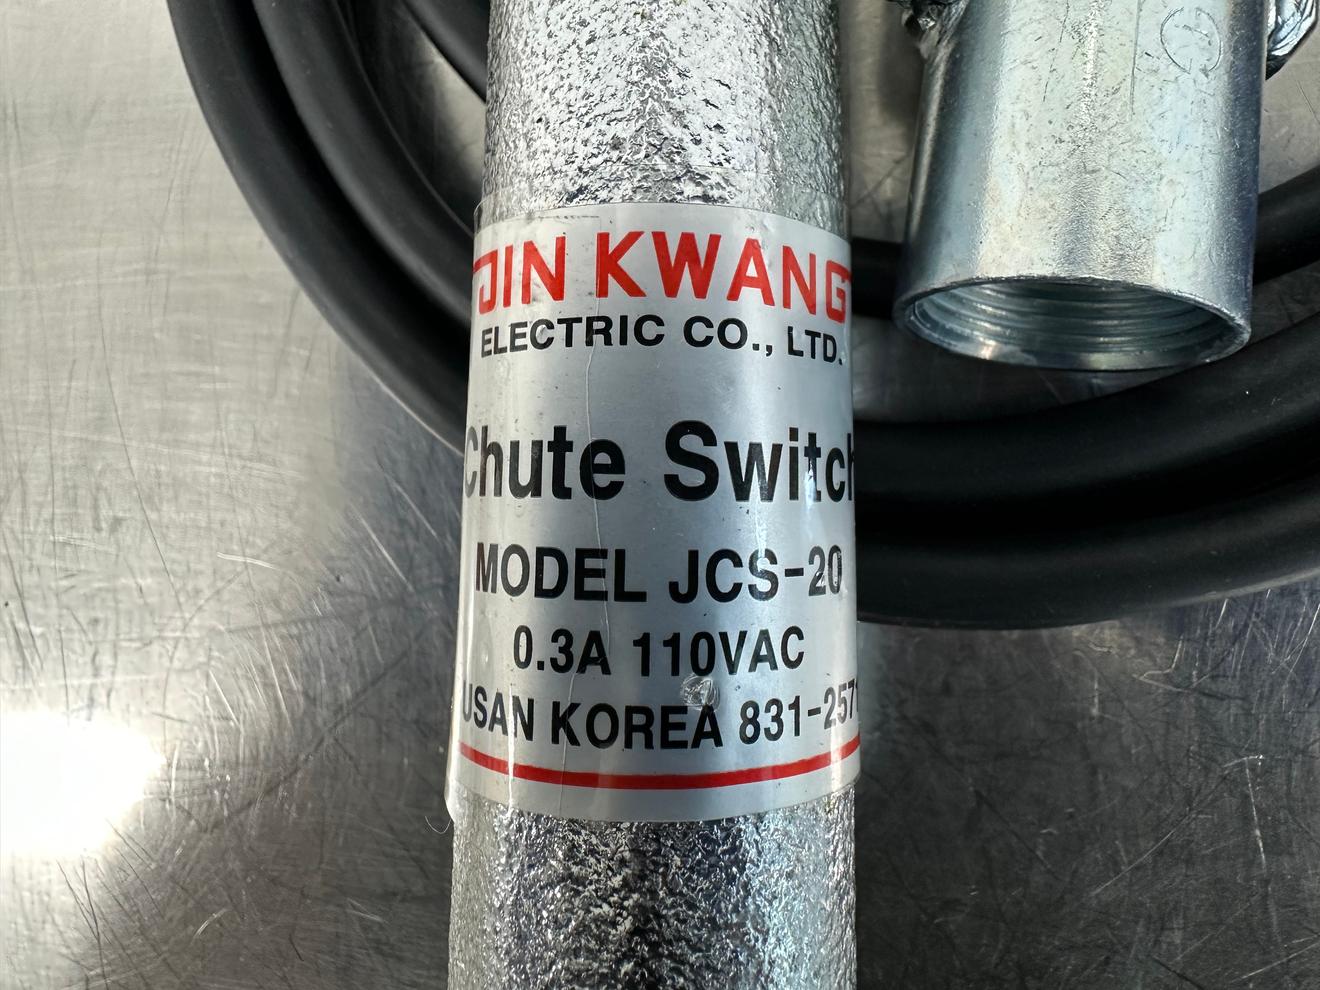 JIN KWANG
ELECTRIC CO., LTD.
Chute Switch
MODEL JCS-20
0.3A 110VAC
USAN KOREA 831-257